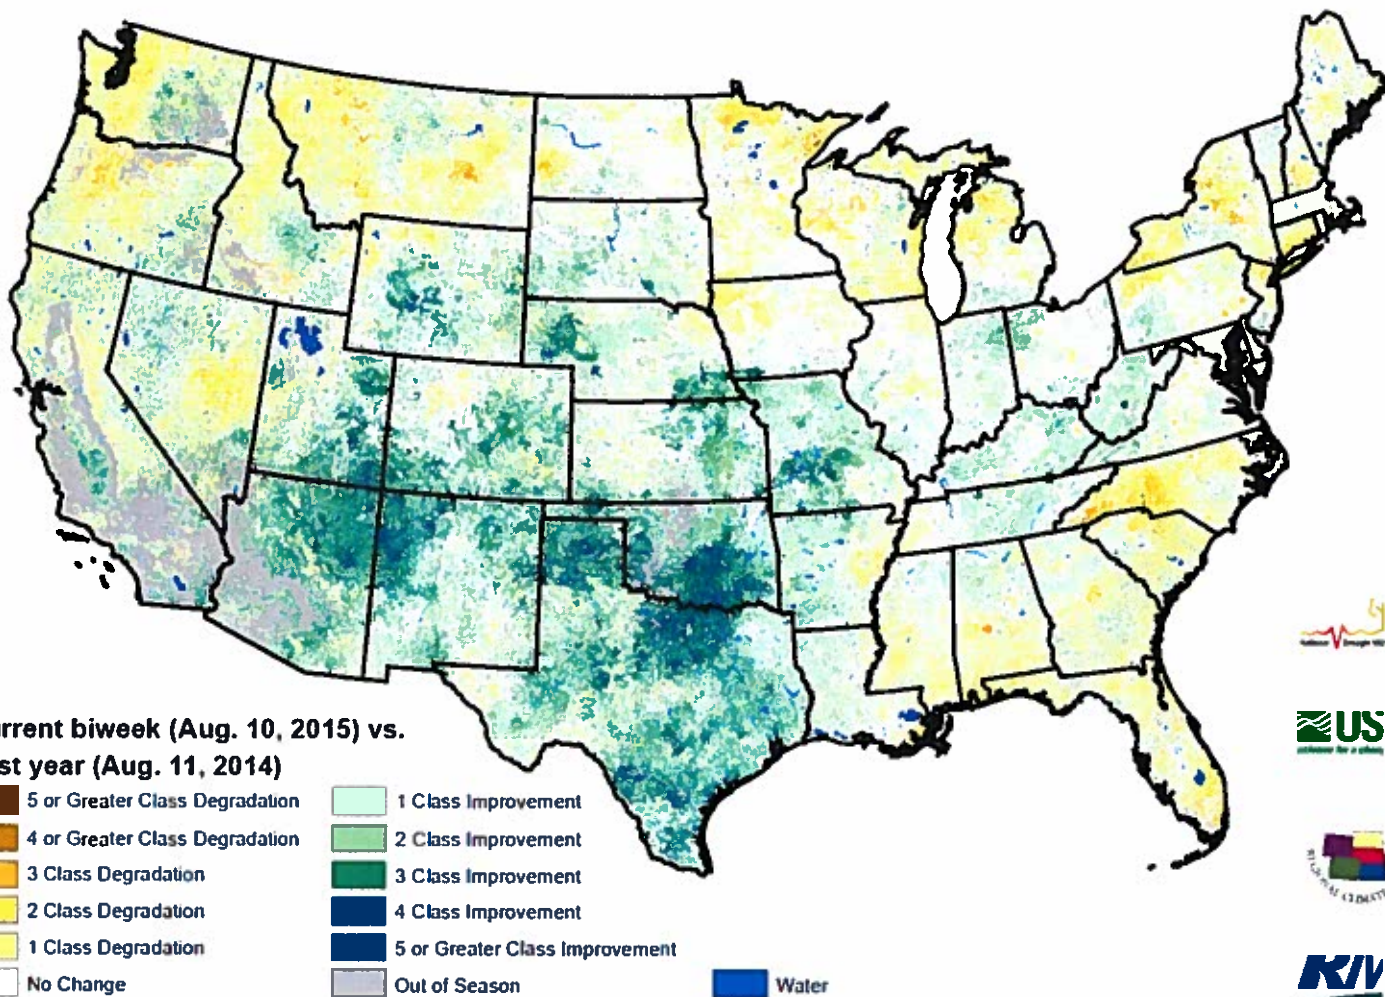 urrent biweek (Aug. 10, 2015) vs.
st year (Aug. 11, 2014)
5 or Greater Class Degradation
4 or Greater Class Degradation
3 Class Degradation
2 Class Degradation
1 Class Degradation
No Change
1 Class Improvement
2 Class Improvement
3 Class Improvement
4 Class Improvement
5 or Greater Class Improvement
Out of Season
Water
US